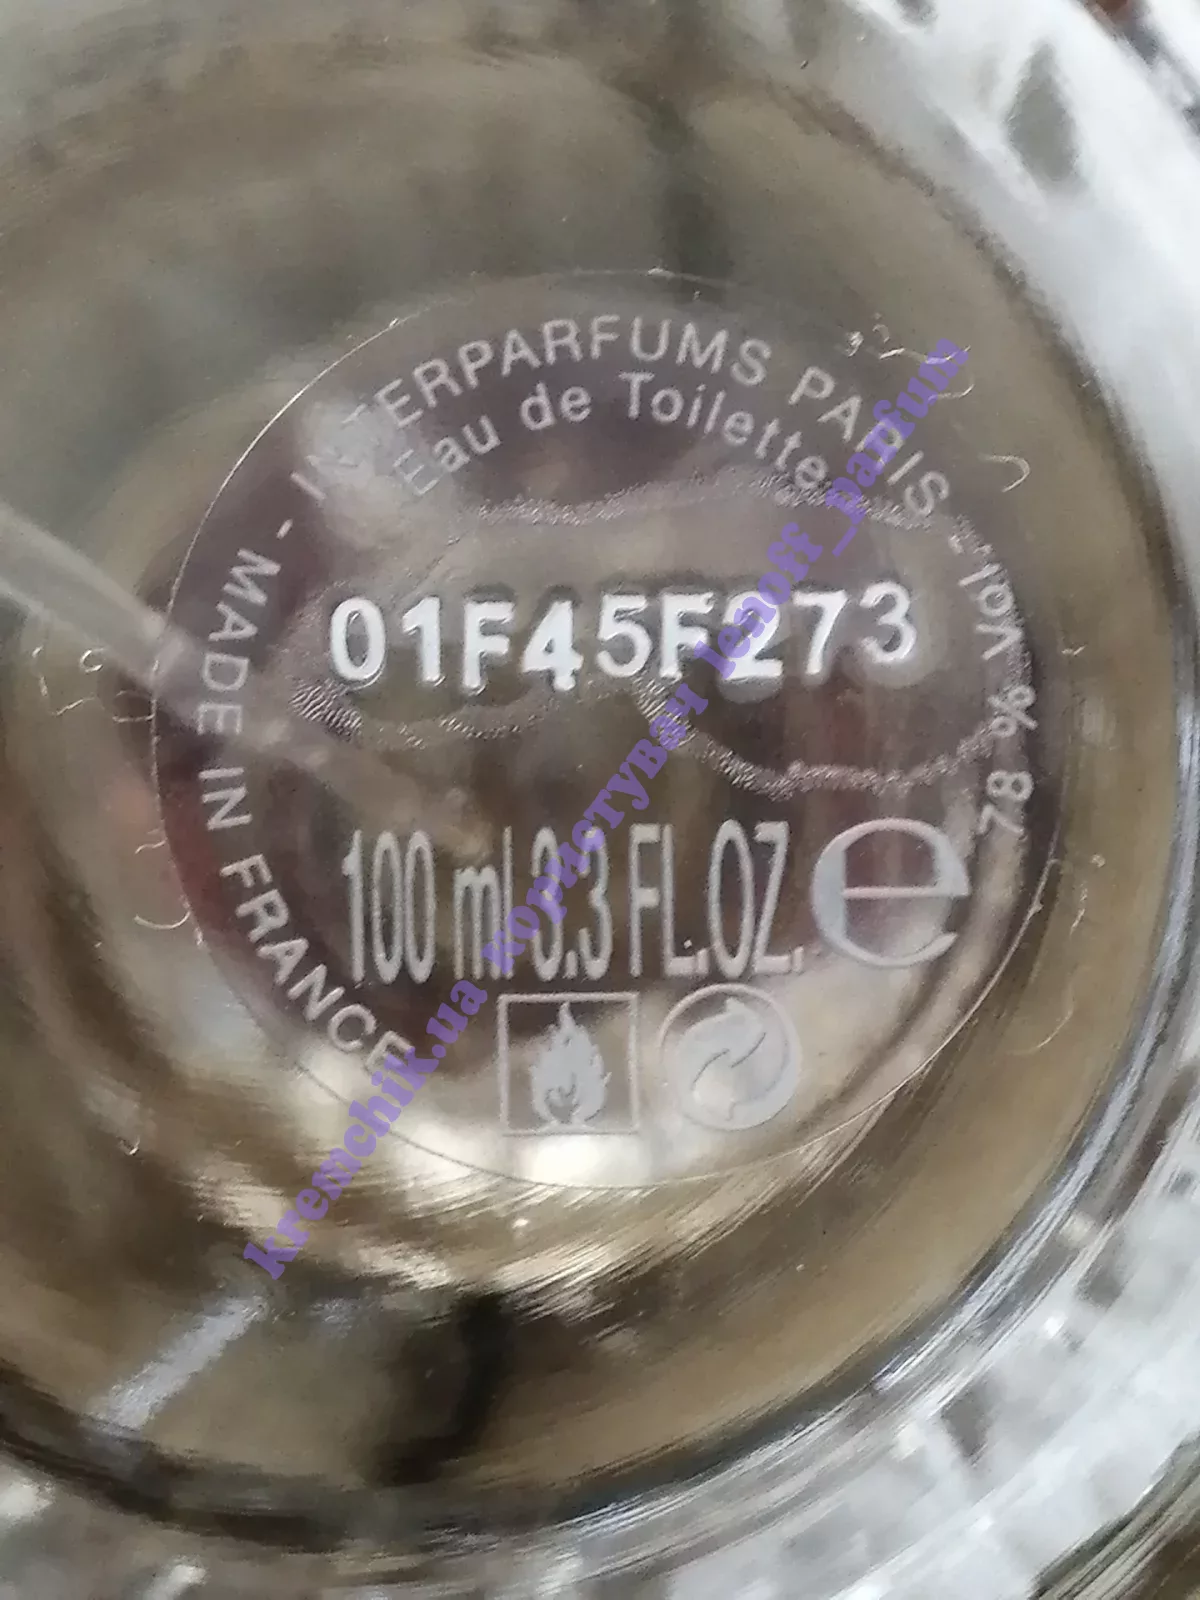 INTERPARFUMS PARIS
Eau de Toilette
01F45F273
100 ml 3.3 FL.OZ. e
78 % VOL.
- MADE IN FRANCE
kremchik.ua користувач lenoff_parfum